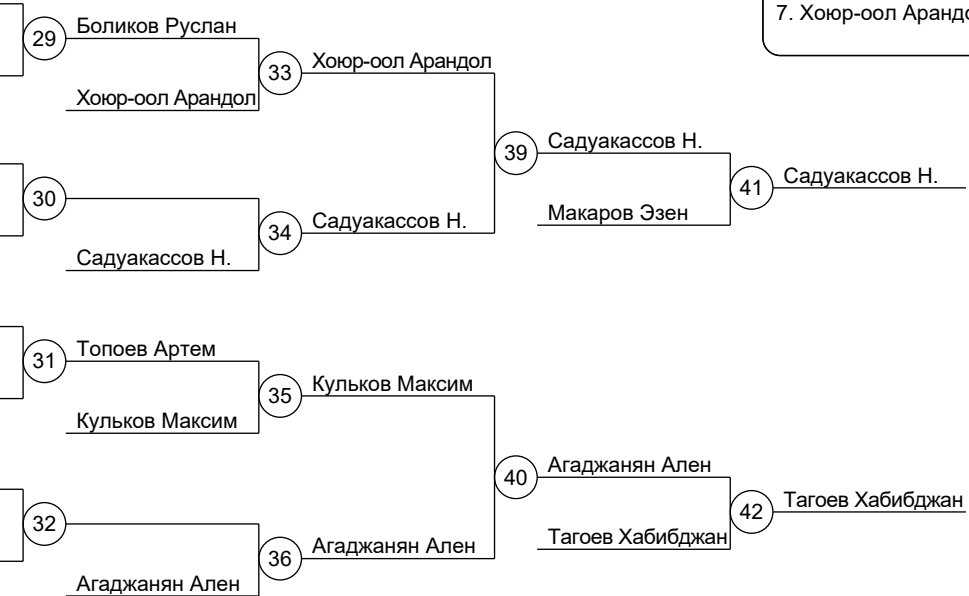 7. Хоюр-оол
29
Боликов Руслан
33
Хоюр-оол Арандол
Хоюр-оол Арандол
39
Садуакассов Н.
41
Садуакассов Н.
30
34
Садуакассов Н.
Макаров Эзен
Садуакассов Н.
31
Топоев Артем
35
Кульков Максим
Кульков Максим
40
Агаджанян Ален
42
Тагоев Хабибджан
32
36
Агаджанян Ален
Тагоев Хабибджан
Агаджанян Ален